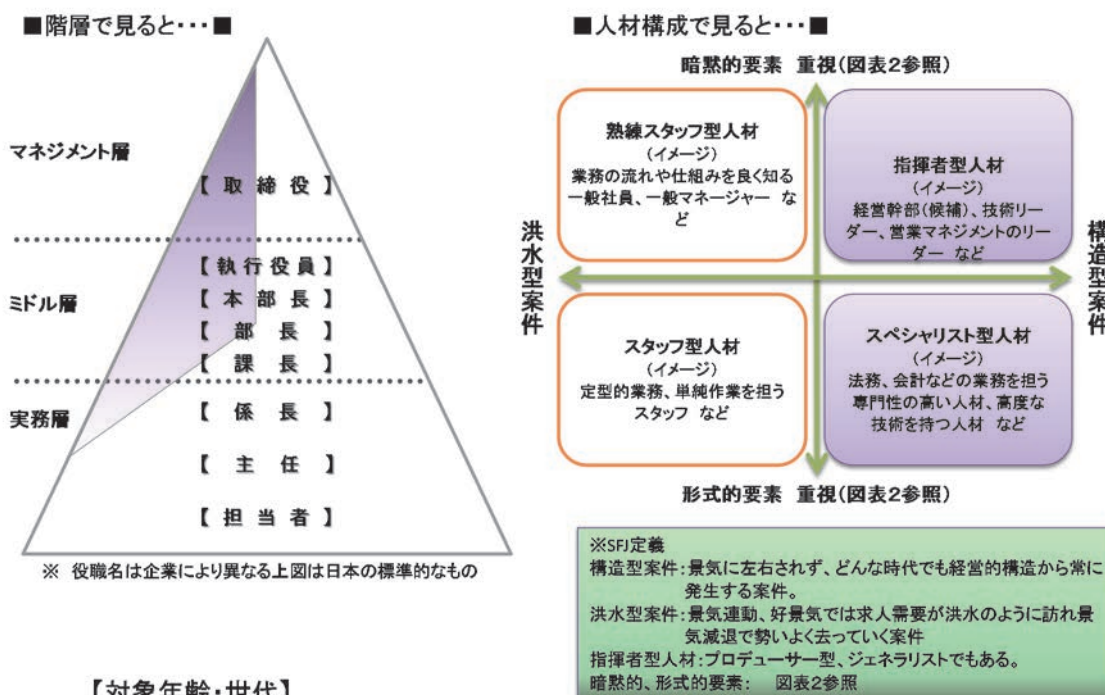 ■階層で見ると・・・■
マネジメント層
【 取 締 役 】
ミドル層
【 執 行 役 員 】
【 本 部 長 】
【 部 長 】
【 課 長 】
実務層
【 係 長 】
【 主 任 】
【 担 当 者 】
※ 役職名は企業により異なる上図は日本の標準的なもの
【対象年齢・世代】
■人材構成で見ると・・・■
暗黙的要素 重視(図表2参照)
熟練スタッフ型人材
(イメージ)
業務の流れや仕組みを良く知る
一般社員、一般マネージャー な
ど
指揮者型人材
(イメージ)
経営幹部(候補)、技術リー
ダー、営業マネジメントのリー
ダー など
洪水型案件
構造型案件
スタッフ型人材
(イメージ)
定型的業務、単純作業を担う
スタッフ など
スペシャリスト型人材
(イメージ)
法務、会計などの業務を担う
専門性の高い人材、高度な
技術を持つ人材 など
形式的要素 重視(図表2参照)
※SFJ定義
構造型案件:景気に左右されず、どんな時代でも経営的構造から常に
発生する案件。
洪水型案件:景気連動、好景気では求人需要が洪水のように訪れ景
気減退で勢いよく去っていく案件
指揮者型人材:プロデューサー型、ジェネラリストでもある。
暗黙的、形式的要素: 図表2参照